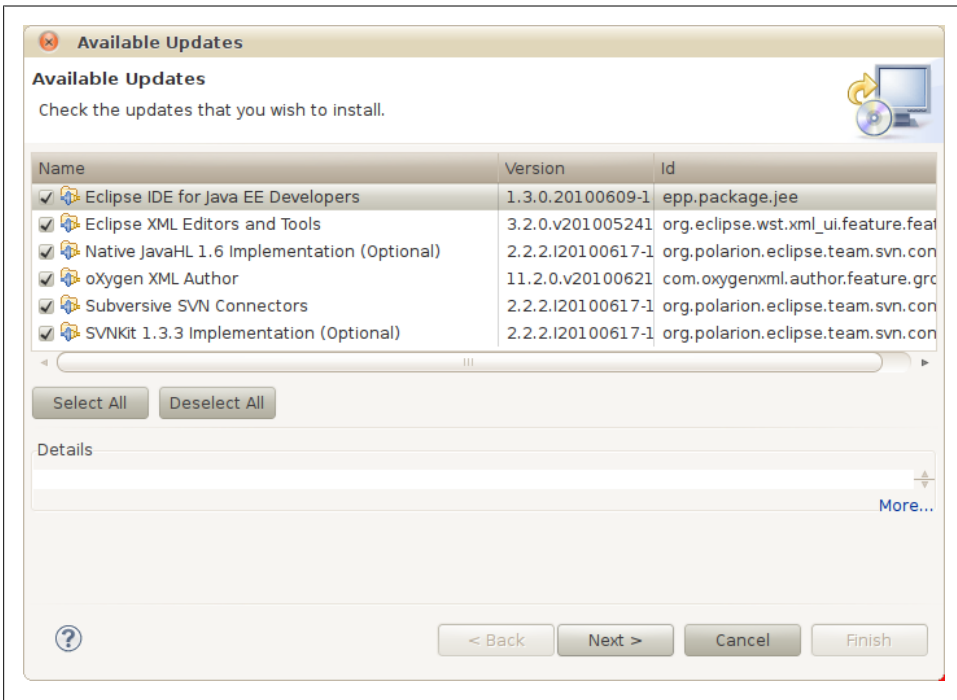 Available Updates
Available Updates
Check the updates that you wish to install.
Name Version Id
Eclipse IDE for Java EE Developers 1.3.0.20100609-1 epp.package.jee
Eclipse XML Editors and Tools 3.2.0.v201005241 org.eclipse.wst.xml_ui.feature.feat
Native JavaHL 1.6 Implementation (Optional) 2.2.2.I20100617-1 org.polarion.eclipse.team.svn.con
oXygen XML Author 11.2.0.v20100621 com.oxygenxml.author.feature.gro
Subversive SVN Connectors 2.2.2.I20100617-1 org.polarion.eclipse.team.svn.con
SVNKit 1.3.3 Implementation (Optional) 2.2.2.I20100617-1 org.polarion.eclipse.team.svn.con
Select All Deselect All
Details
More...
? < Back Next > Cancel Finish